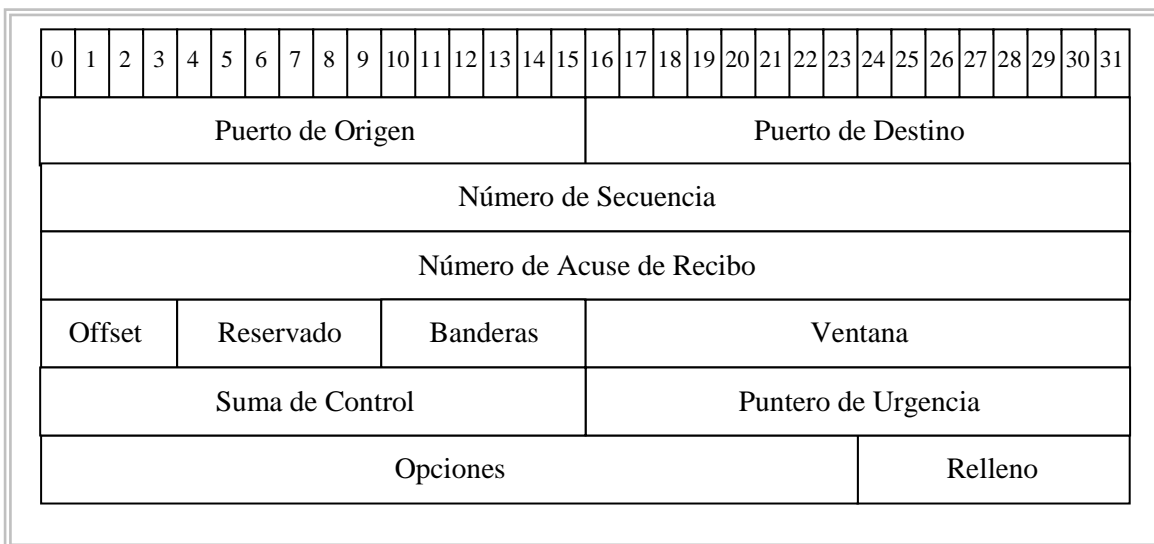 0 1 2 3 4 5 6 7 8 9 10 11 12 13 14 15 16 17 18 19 20 21 22 23 24 25 26 27 28 29 30 31
Puerto de Origen Puerto de Destino
Número de Secuencia
Número de Acuse de Recibo
Offset Reservado Banderas Ventana
Suma de Control Puntero de Urgencia
Opciones Relleno